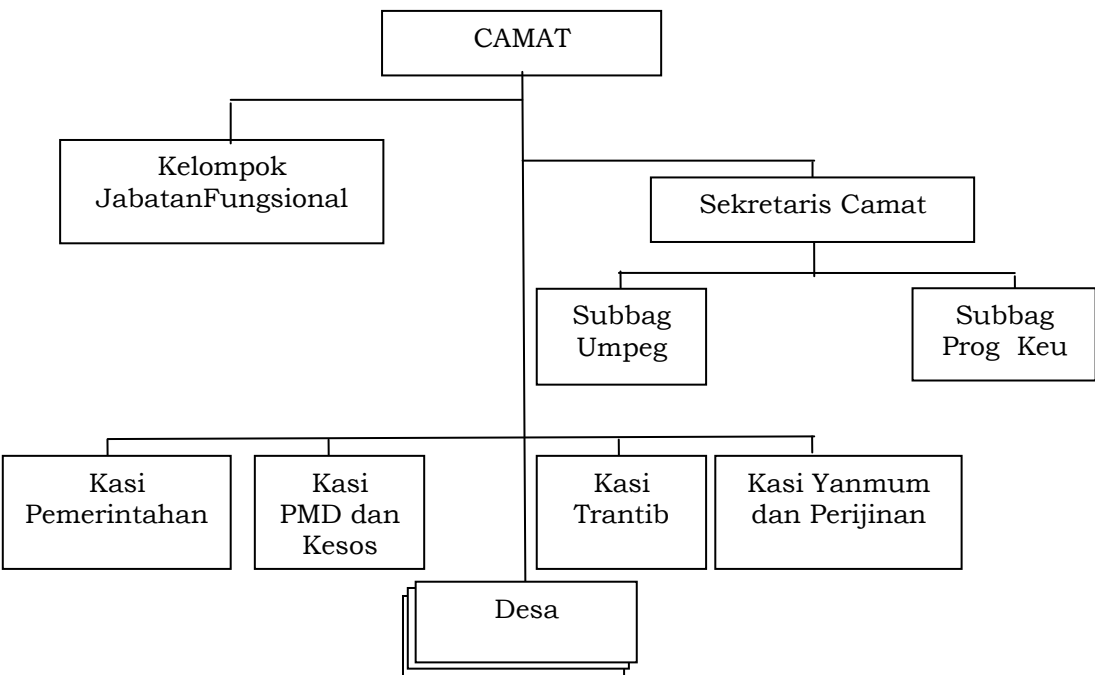 CAMAT
Kelompok
JabatanFungsional
Sekretaris Camat
Subbag
Umpeg
Subbag
Prog Keu
Kasi
Pemerintahan
Kasi
PMD dan
Kesos
Kasi
Trantib
Kasi Yanmum
dan Perijinan
Desa